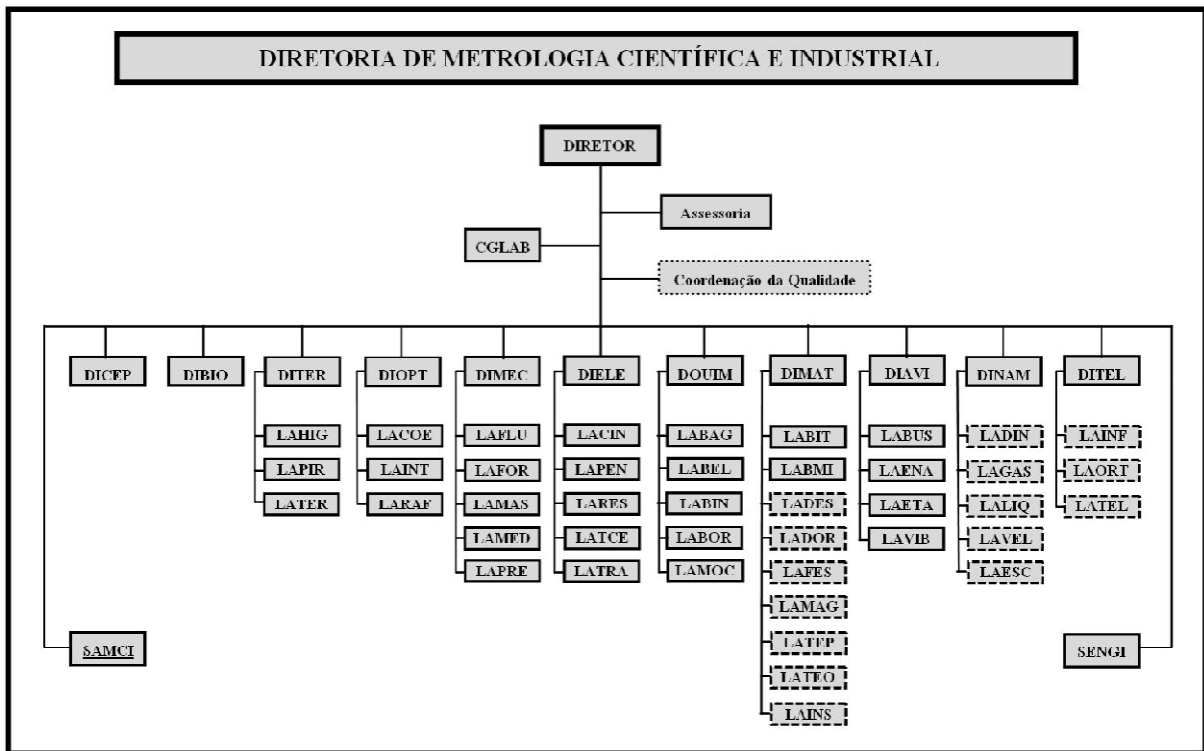 DIRETORIA DE METROLOGIA CIENTÍFICA E INDUSTRIAL
DIRETOR
Assessoria
CGLAB
Coordenação da Qualidade
DICEP DIBIO DITER DIOPT DIMEC DIELE DOUIM DIMAT DIAVI DINAM DITEL
LAHIG LACOE LAFLU LACIN LABAG LABIT LABUS LADIN LAINF
LAPIR LAINT LAFOR LAPEN LABEL LABMI LAENA LAGAS LAORT
LATER LARAF LAMAS LARES LABIN LADES LAETA LALIQ LATEL
LAMED LATCE LABOR LADOR LAVIB LAVEL
LAPRE LATRA LAMOC LAFES LAESC
LAMAG
LATEP
SAMCI SENGI
LATEO
LAINS